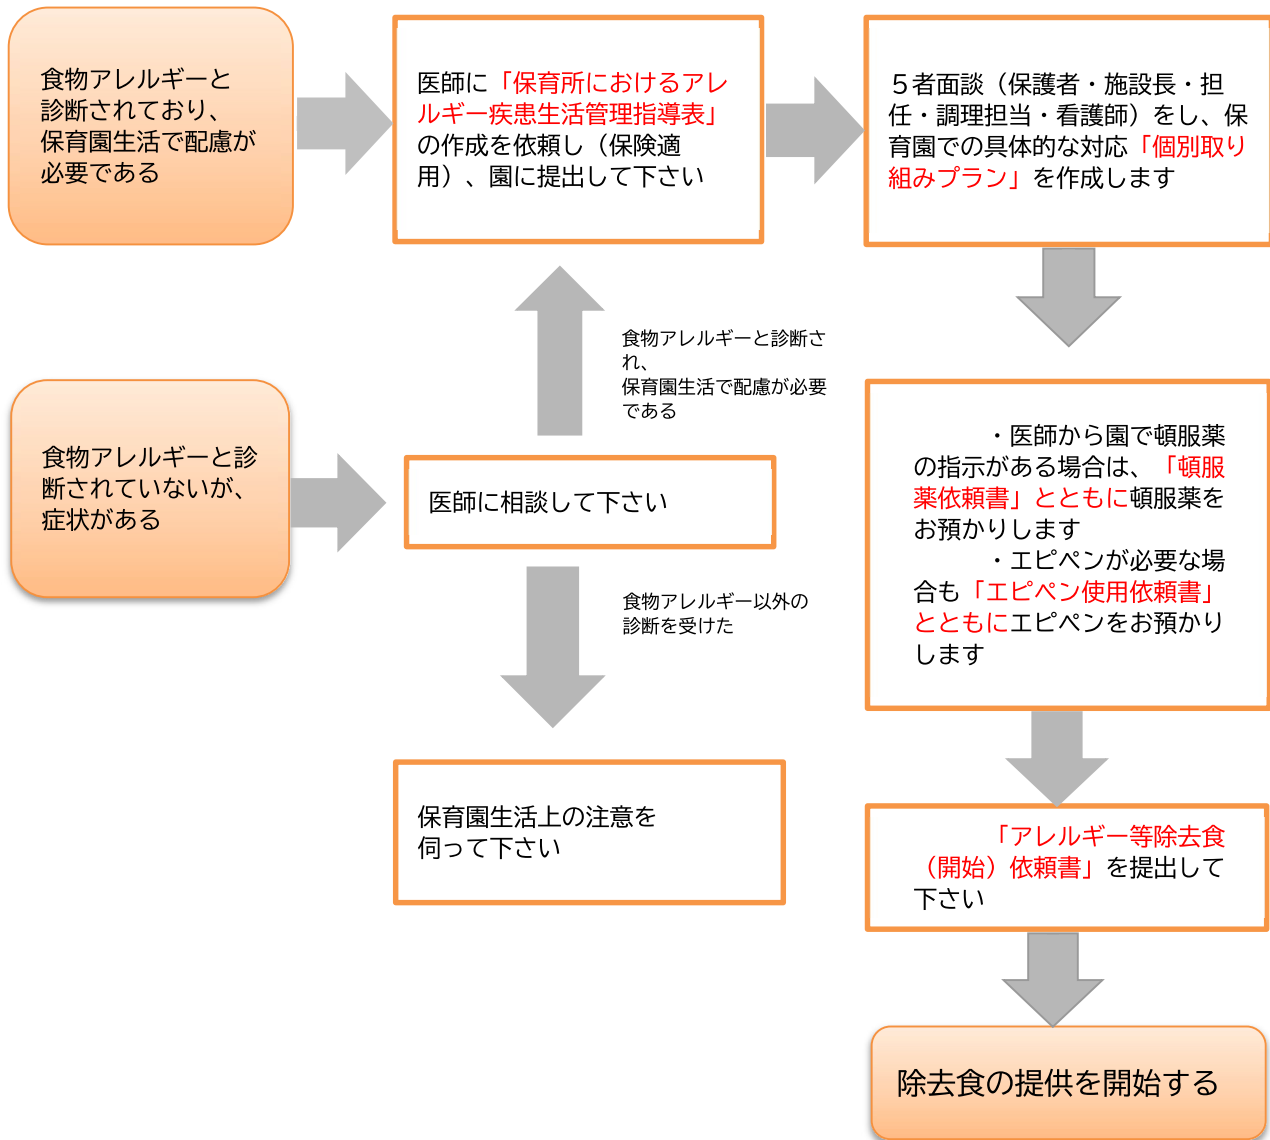 食物アレルギーと
診断されており、
保育園生活で配慮が
必要である
医師に「保育所におけるアレ
ルギー疾患生活管理指導表」
の作成を依頼し（保険適
用）、園に提出して下さい
５者面談（保護者・施設長・担
任・調理担当・看護師）をし、保
育園での具体的な対応「個別取り
組みプラン」を作成します
食物アレルギーと診断さ
れ、
保育園生活で配慮が必要
である
食物アレルギーと診
断されていないが、
症状がある
医師に相談して下さい
・医師から園で頓服薬
の指示がある場合は、「頓服
薬依頼書」とともに頓服薬を
お預かりします
・エピペンが必要な場
合も「エピペン使用依頼書」
とともにエピペンをお預かり
します
食物アレルギー以外の
診断を受けた
保育園生活上の注意を
伺って下さい
「アレルギー等除去食
（開始）依頼書」を提出して
下さい
除去食の提供を開始する